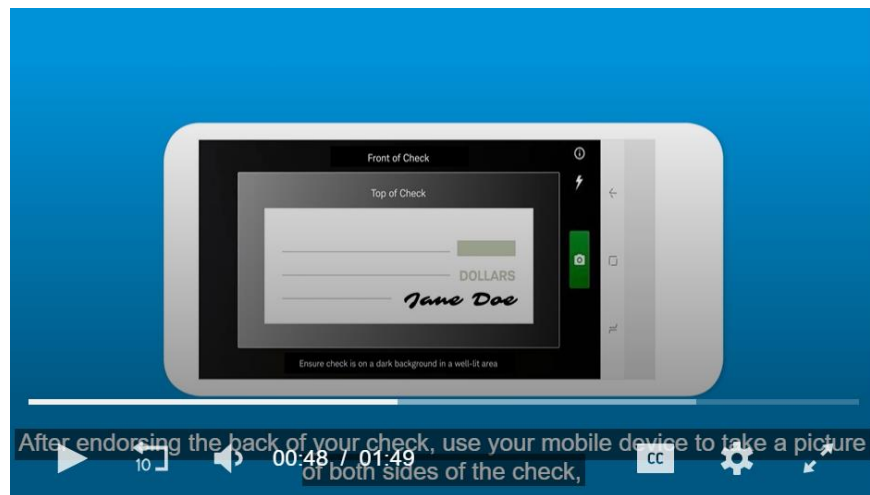 Front of Check
Top of Check
DOLLARS
Jane Doe
Ensure check is on a dark background in a well-lit area
After endorsing the back of your check, use your mobile device to take a picture
of both sides of the check,
10
00:48 / 01:49
CC